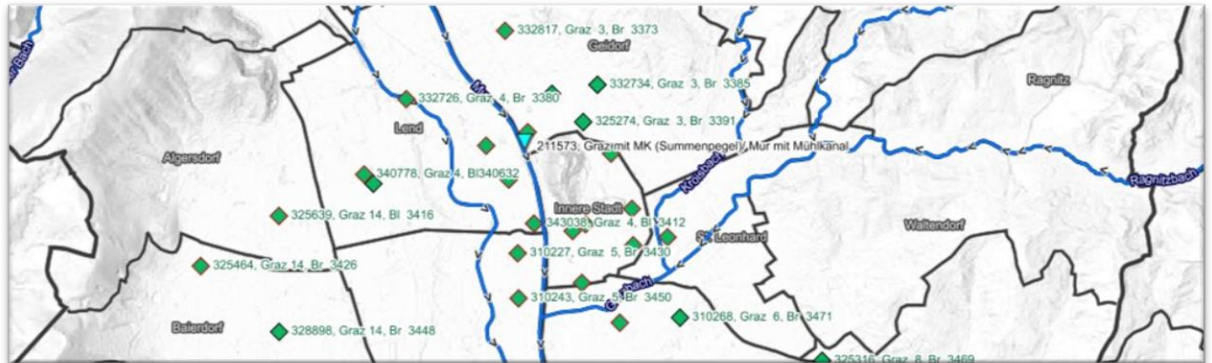 332817, Graz 3, Br 3373
Geidorf
332734, Graz 3, Br 3385
Ragnitz
332726, Graz 4, Br 3380
325274, Graz 3, Br 3391
Lend
211573, Graz mit MK (Summenpegel)/ Mur mit Mühlkanal
Algersdorf
340778, Graz 4, Bl340632
Kroisbach
Ragnitzbach
325639, Graz 14, Bl 3416
Innere Stadt
343038, Graz 4, Bl 3412
Waltendorf
St. Leonhard
310227, Graz 5, Br 3430
325464, Graz 14, Br 3426
310243, Graz 5, Br 3450
310268, Graz 6, Br 3471
Baierdorf
328898, Graz 14, Br 3448
325316, Graz 8, Br 3469